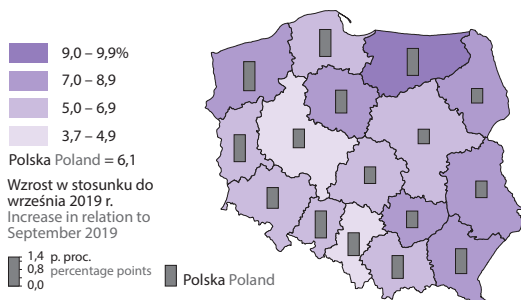 9,0 – 9,9%
7,0 – 8,9
5,0 – 6,9
3,7 – 4,9
Polska Poland = 6,1
Wzrost w stosunku do
września 2019 r.
Increase in relation to
September 2019
1,4 p. proc.
0,8 percentage points
0,0
Polska Poland